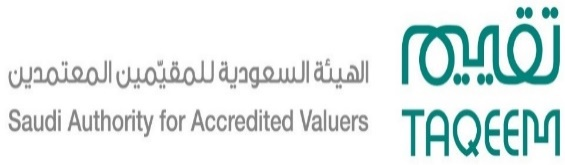 تقييم
TAQEEM
الهيئة السعودية للمقيّمين المعتمدين
Saudi Authority for Accredited Valuers